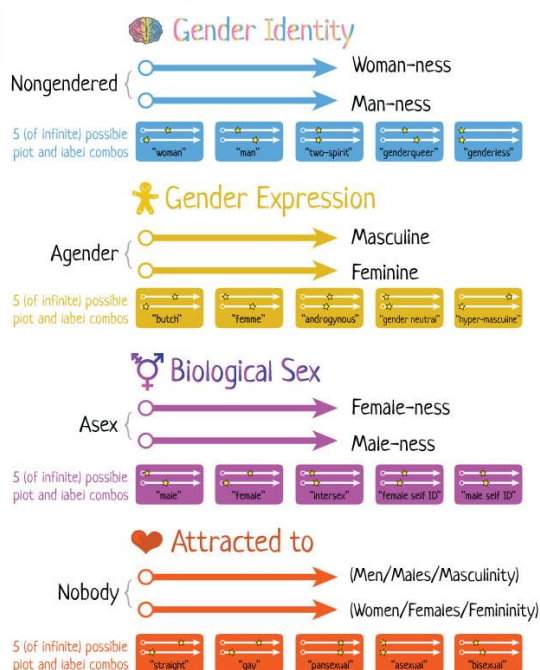 Gender Identity
Nongendered
Woman-ness
Man-ness
5 (of infinite) possible
plot and label combos
"woman"
"man"
"two-spirit"
"genderqueer"
"genderless"
Gender Expression
Agender
Masculine
Feminine
5 (of infinite) possible
plot and label combos
"butch"
"femme"
"androgynous"
"gender neutral"
"hyper-masculine"
Biological Sex
Asex
Female-ness
Male-ness
5 (of infinite) possible
plot and label combos
"male"
"female"
"intersex"
"female self ID"
"male self ID"
Attracted to
Nobody
(Men/Males/Masculinity)
(Women/Females/Femininity)
5 (of infinite) possible
plot and label combos
"straight"
"gay"
"pansexual"
"asexual"
"bisexual"